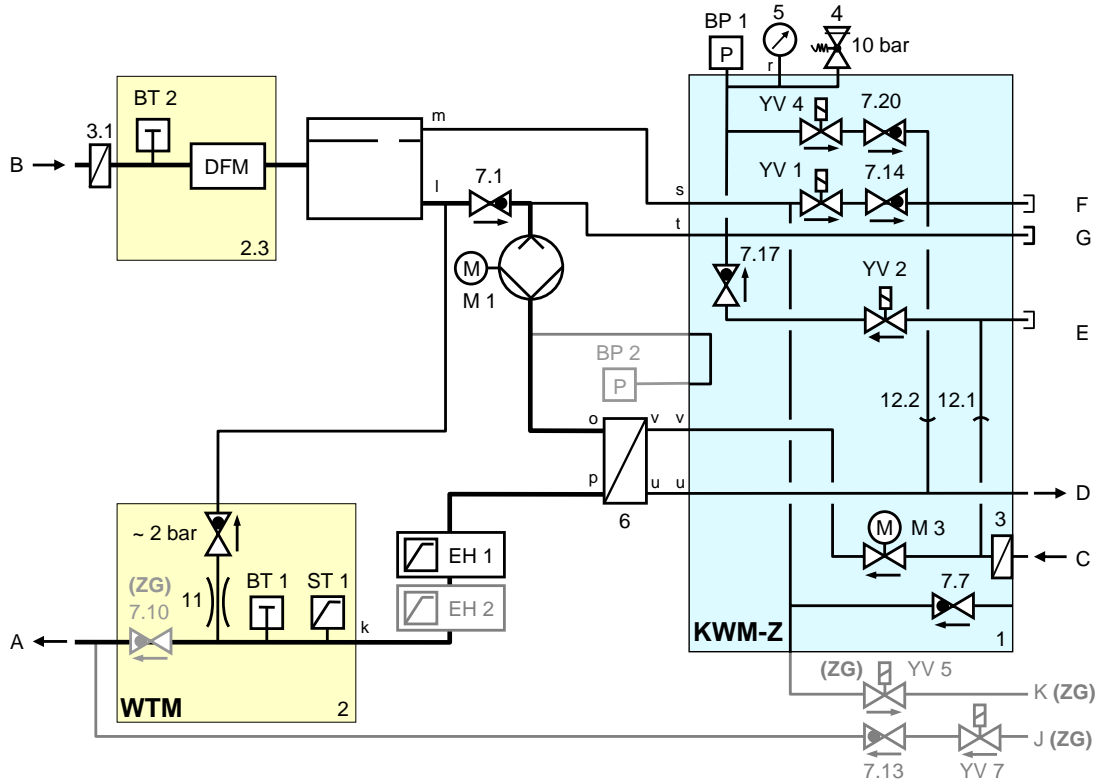 BP 1
5
4
P
r
10 bar
BT 2
YV 4
7.20
3.1
m
B
DFM
7.1
l
YV 1
7.14
s
F
t
G
2.3
M
M 1
7.17
YV 2
BP 2
P
E
12.2
12.1
o
v
v
p
u
u
D
6
~ 2 bar
M
M 3
3
C
EH 1
(ZG)
7.10
11
BT 1
ST 1
EH 2
7.7
k
A
KWM-Z
1
WTM
2
(ZG)
YV 5
K (ZG)
J (ZG)
7.13
YV 7